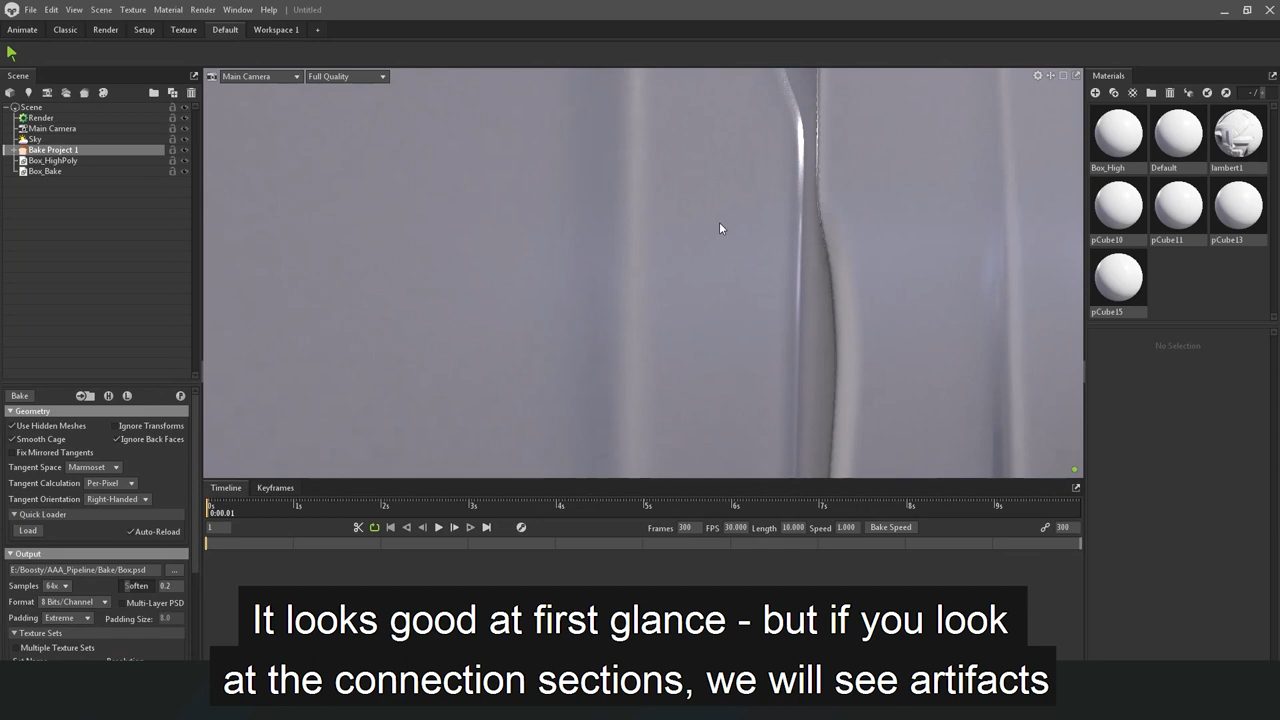 File Edit View Scene Texture Material Render Window Help Untitled
Animate Classic Render Setup Texture Default Workspace 1 +
Scene
Main Camera Full Quality
Materials
Scene
Render
Main Camera
Sky
Bake Project 1
Box_HighPoly
Box_Bake
Box_High Default lambert1
pCube10 pCube11 pCube13
pCube15
No Selection
Bake H L P
Geometry
Use Hidden Meshes Ignore Transforms
Smooth Cage Ignore Back Faces
Fix Mirrored Tangents
Tangent Space Marmoset
Tangent Calculation Per-Pixel
Tangent Orientation Right-Handed
Quick Loader
Load Auto-Reload
Output
E:/Boosty/AAA_Pipeline/Bake/Box.psd ...
Samples 64x Soften 0.2
Format 8 Bits/Channel Multi-Layer PSD
Padding Extreme Padding Size: 8.0
Texture Sets
Multiple Texture Sets
Timeline Keyframes
0s 1s 2s 3s 4s 5s 6s 7s 8s 9s
0:00.01
1 Frames 300 FPS 30.000 Length 10.000 Speed 1.000 Bake Speed 300
It looks good at first glance - but if you look
at the connection sections, we will see artifacts